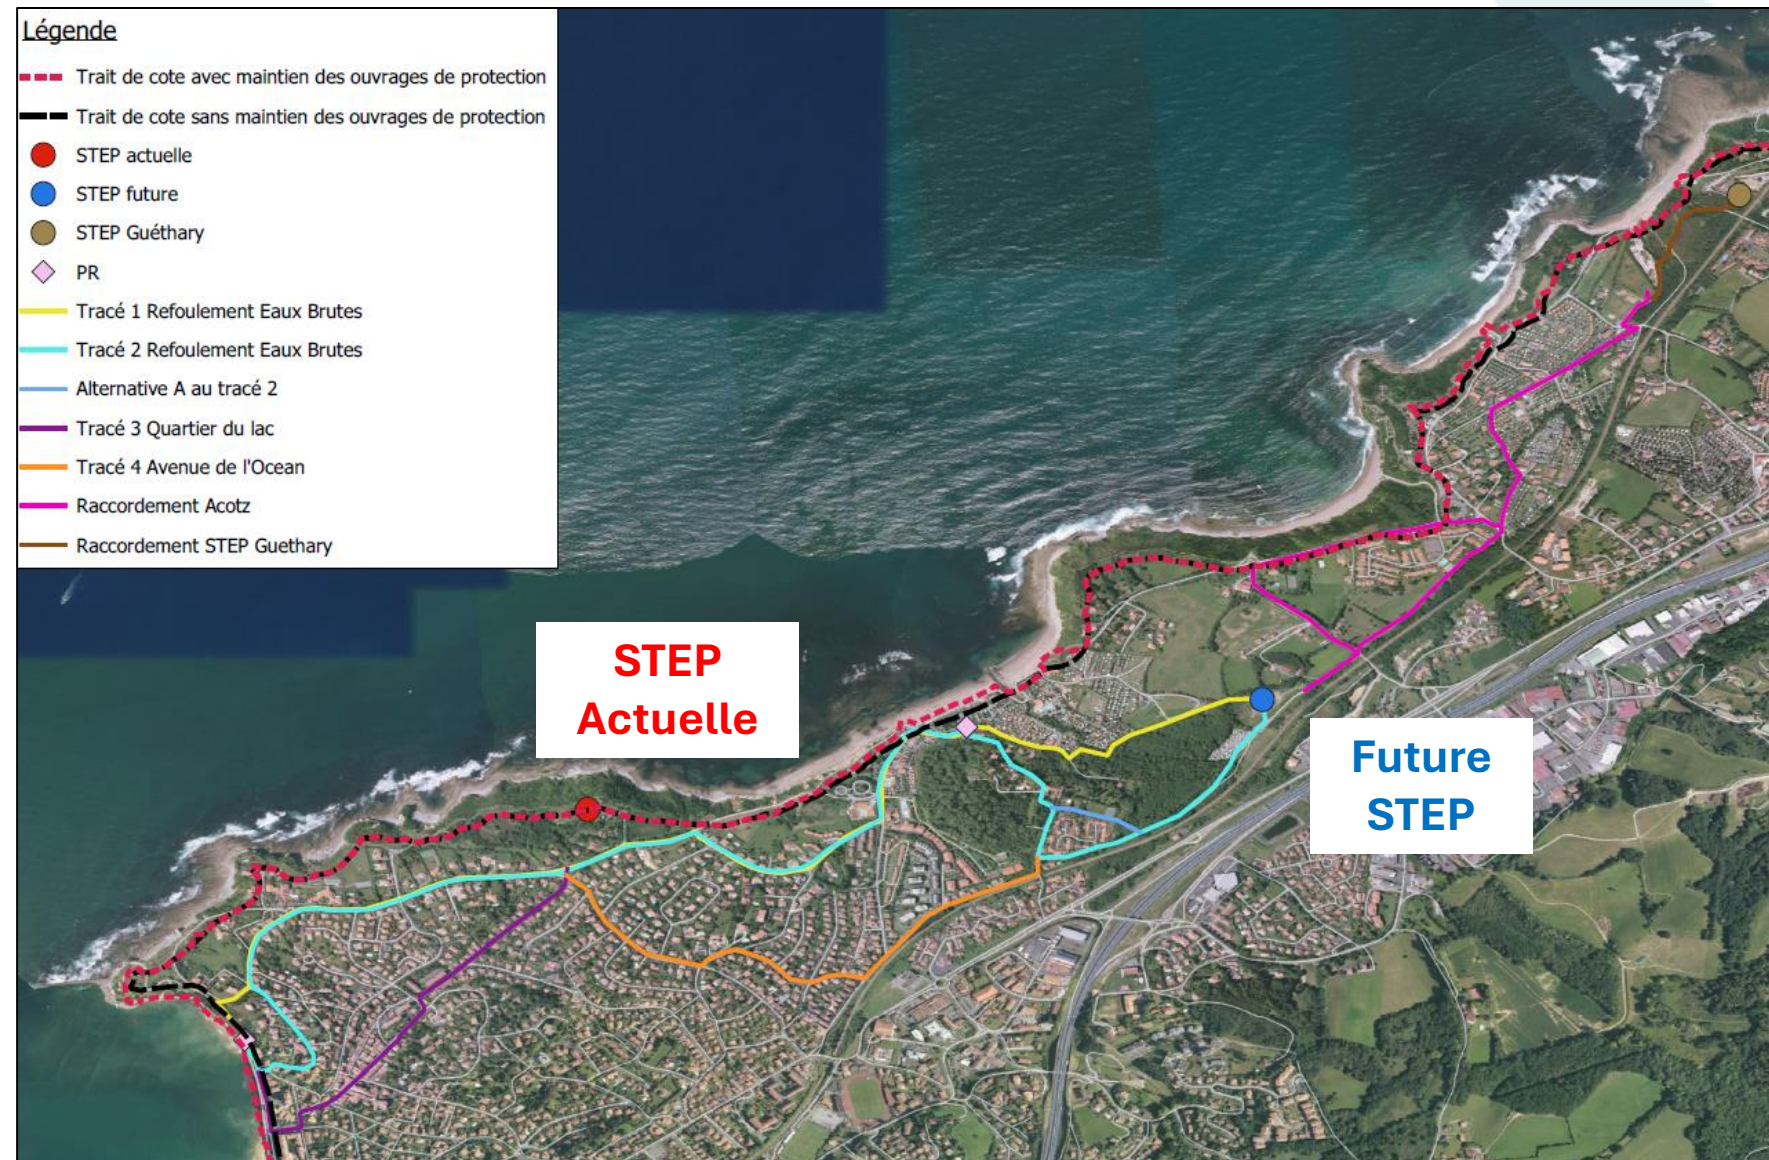 Légende
Trait de cote avec maintien des ouvrages de protection
Trait de cote sans maintien des ouvrages de protection
STEP actuelle
STEP future
STEP Guéthary
PR
Tracé 1 Refoulement Eaux Brutes
Tracé 2 Refoulement Eaux Brutes
Alternative A au tracé 2
Tracé 3 Quartier du lac
Tracé 4 Avenue de l'Ocean
Raccordement Acotz
Raccordement STEP Guethary
STEP
Actuelle
Future
STEP